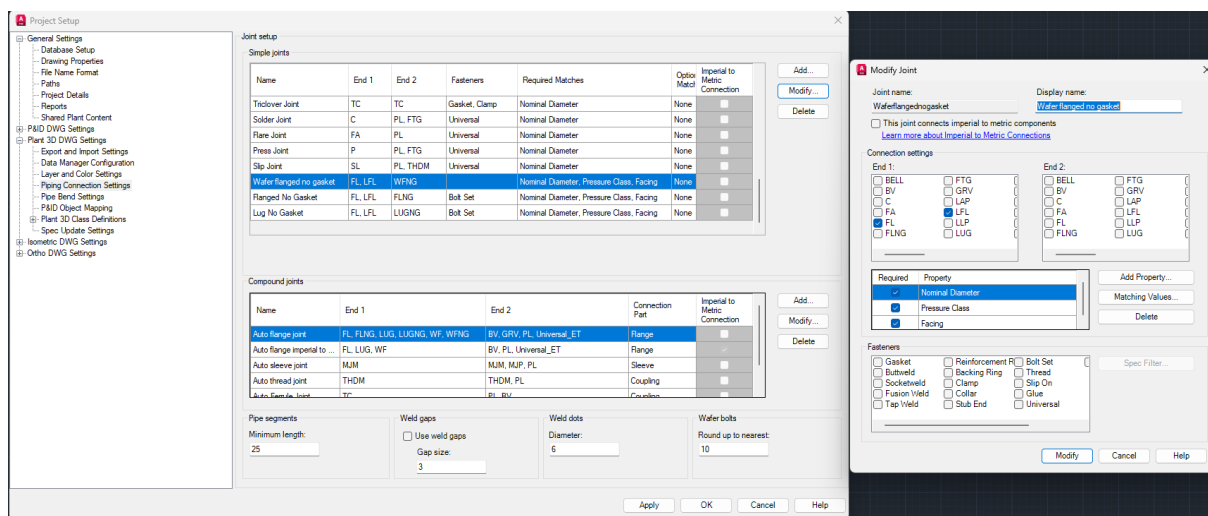 Project Setup
General Settings
Database Setup
Drawing Properties
File Name Format
Paths
Project Details
Reports
Shared Plant Content
P&ID DWG Settings
Plant 3D DWG Settings
Export and Import Settings
Data Manager Configuration
Layer and Color Settings
Piping Connection Settings
Pipe Bend Settings
P&ID Object Mapping
Plant 3D Class Definitions
Spec Update Settings
Isometric DWG Settings
Ortho DWG Settings
Joint setup
Simple joints
Name End 1 End 2 Fasteners Required Matches Option Match Imperial to Metric Connection
Triclover Joint TC TC Gasket, Clamp Nominal Diameter None
Solder Joint C PL, FTG Universal Nominal Diameter None
Flare Joint FA PL Universal Nominal Diameter None
Press Joint P PL, FTG Universal Nominal Diameter None
Slip Joint SL PL, THDM Universal Nominal Diameter None
Wafer flanged no gasket FL, LFL WFNG Nominal Diameter, Pressure Class, Facing None
Flanged No Gasket FL, LFL FLNG Bolt Set Nominal Diameter, Pressure Class, Facing None
Lug No Gasket FL, LFL LUGNG Bolt Set Nominal Diameter, Pressure Class, Facing None
Add...
Modify...
Delete
Compound joints
Name End 1 End 2 Connection Part Imperial to Metric Connection
Auto flange joint FL, FLNG, LUG, LUGNG, WF, WFNG BV, GRV, PL, Universal_ET Flange
Auto flange imperial to ... FL, LUG, WF BV, PL, Universal_ET Flange
Auto sleeve joint MJM MJM, MJP, PL Sleeve
Auto thread joint THDM THDM, PL Coupling
Auto Ferrule Joint TC PL, BV Coupling
Add...
Modify...
Delete
Pipe segments
Minimum length:
25
Weld gaps
Use weld gaps
Gap size:
3
Weld dots
Diameter:
6
Wafer bolts
Round up to nearest:
10
Apply OK Cancel Help
Modify Joint
Joint name: Display name:
Waferflangednogasket Wafer flanged no gasket
This joint connects imperial to metric components
Learn more about Imperial to Metric Connections
Connection settings
End 1: End 2:
BELL FTG BELL FTG
BV GRV BV GRV
C LAP C LAP
FA LFL FA LFL
FL LLP FL LLP
FLNG LUG FLNG LUG
Required Property
Nominal Diameter
Pressure Class
Facing
Add Property...
Matching Values...
Delete
Fasteners
Gasket Reinforcement R Bolt Set
Buttweld Backing Ring Thread
Socketweld Clamp Slip On
Fusion Weld Collar Glue
Tap Weld Stub End Universal
Spec Filter...
Modify Cancel Help